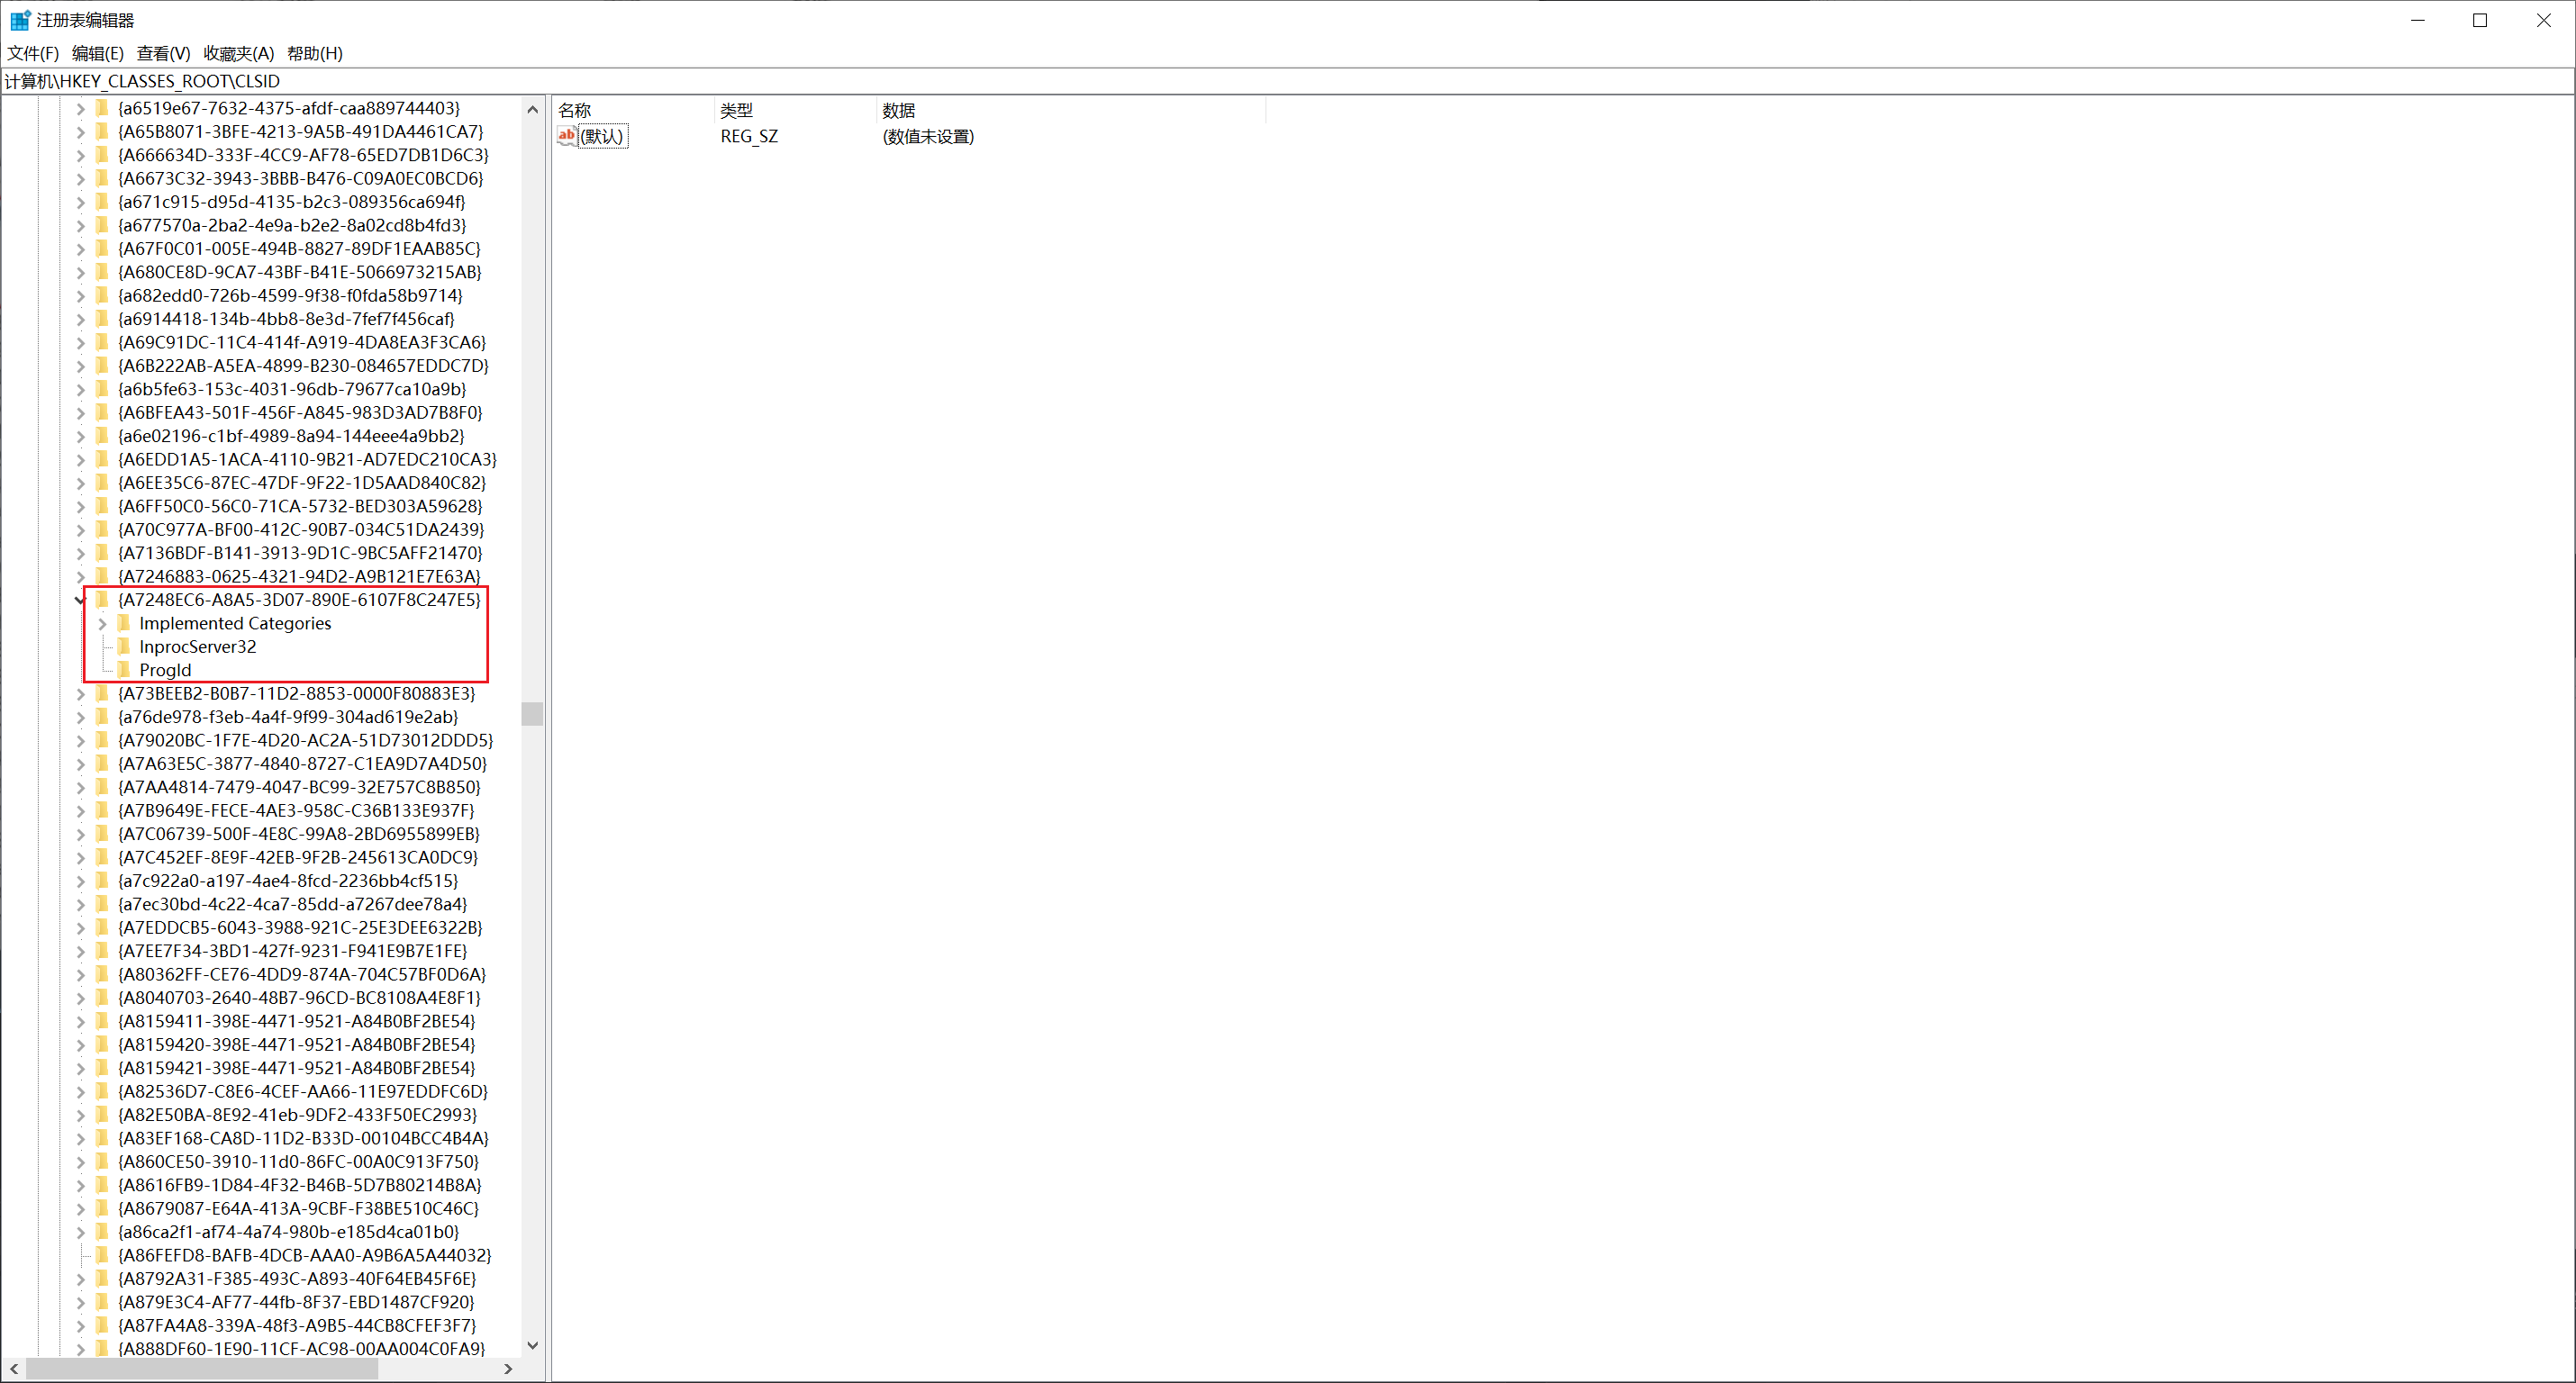 注册表编辑器
文件(F) 编辑(E) 查看(V) 收藏夹(A) 帮助(H)
计算机\HKEY_CLASSES_ROOT\CLSID
{a6519e67-7632-4375-afdf-caa889744403}
{A65B8071-3BFE-4213-9A5B-491DA4461CA7}
{A666634D-333F-4CC9-AF78-65ED7DB1D6C3}
{A6673C32-3943-3BBB-B476-C09A0EC0BCD6}
{a671c915-d95d-4135-b2c3-089356ca694f}
{a677570a-2ba2-4e9a-b2e2-8a02cd8b4fd3}
{A67F0C01-005E-494B-8827-89DF1EAAB85C}
{A680CE8D-9CA7-43BF-B41E-5066973215AB}
{a682edd0-726b-4599-9f38-f0fda58b9714}
{a6914418-134b-4bb8-8e3d-7fef7f456caf}
{A69C91DC-11C4-414f-A919-4DA8EA3F3CA6}
{A6B222AB-A5EA-4899-B230-084657EDDC7D}
{a6b5fe63-153c-4031-96db-79677ca10a9b}
{A6BFEA43-501F-456F-A845-983D3AD7B8F0}
{a6e02196-c1bf-4989-8a94-144eee4a9bb2}
{A6EDD1A5-1ACA-4110-9B21-AD7EDC210CA3}
{A6EE35C6-87EC-47DF-9F22-1D5AAD840C82}
{A6FF50C0-56C0-71CA-5732-BED303A59628}
{A70C977A-BF00-412C-90B7-034C51DA2439}
{A7136BDF-B141-3913-9D1C-9BC5AFF21470}
{A7246883-0625-4321-94D2-A9B121E7E63A}
{A7248EC6-A8A5-3D07-890E-6107F8C247E5}
Implemented Categories
InprocServer32
ProgId
{A73BEEB2-B0B7-11D2-8853-0000F80883E3}
{a76de978-f3eb-4a4f-9f99-304ad619e2ab}
{A79020BC-1F7E-4D20-AC2A-51D73012DDD5}
{A7A63E5C-3877-4840-8727-C1EA9D7A4D50}
{A7AA4814-7479-4047-BC99-32E757C8B850}
{A7B9649E-FECE-4AE3-958C-C36B133E937F}
{A7C06739-500F-4E8C-99A8-2BD6955899EB}
{A7C452EF-8E9F-42EB-9F2B-245613CA0DC9}
{a7c922a0-a197-4ae4-8fcd-2236bb4cf515}
{a7ec30bd-4c22-4ca7-85dd-a7267dee78a4}
{A7EDDCB5-6043-3988-921C-25E3DEE6322B}
{A7EE7F34-3BD1-427f-9231-F941E9B7E1FE}
{A80362FF-CE76-4DD9-874A-704C57BF0D6A}
{A8040703-2640-48B7-96CD-BC8108A4E8F1}
{A8159411-398E-4471-9521-A84B0BF2BE54}
{A8159420-398E-4471-9521-A84B0BF2BE54}
{A8159421-398E-4471-9521-A84B0BF2BE54}
{A82536D7-C8E6-4CEF-AA66-11E97EDDFC6D}
{A82E50BA-8E92-41eb-9DF2-433F50EC2993}
{A83EF168-CA8D-11D2-B33D-00104BCC4B4A}
{A860CE50-3910-11d0-86FC-00A0C913F750}
{A8616FB9-1D84-4F32-B46B-5D7B80214B8A}
{A8679087-E64A-413A-9CBF-F38BE510C46C}
{a86ca2f1-af74-4a74-980b-e185d4ca01b0}
{A86FEFD8-BAFB-4DCB-AAA0-A9B6A5A44032}
{A8792A31-F385-493C-A893-40F64EB45F6E}
{A879E3C4-AF77-44fb-8F37-EBD1487CF920}
{A87FA4A8-339A-48f3-A9B5-44CB8CFEF3F7}
{A888DF60-1E90-11CF-AC98-00AA004C0FA9}
名称 类型 数据
ab (默认) REG_SZ (数值未设置)